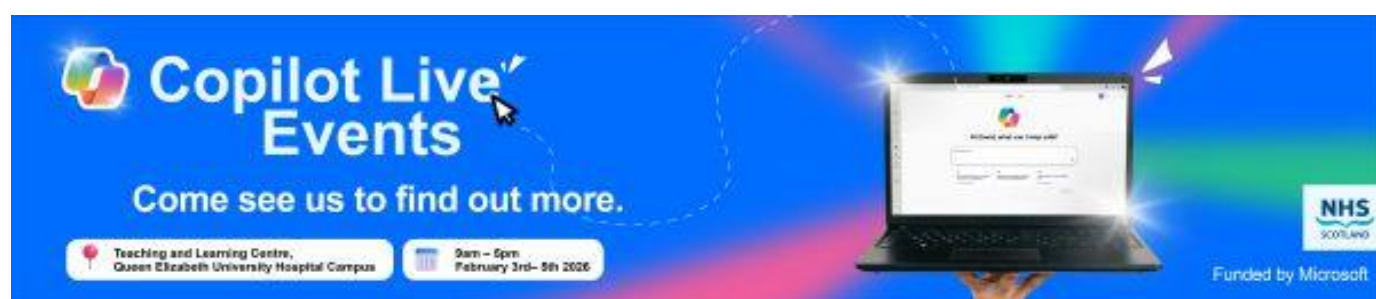 Copilot Live
Events
Come see us to find out more.
Teaching and Learning Centre,
Queen Elizabeth University Hospital Campus
9am – 5pm
February 3rd– 5th 2026
NHS
SCOTLAND
Funded by Microsoft